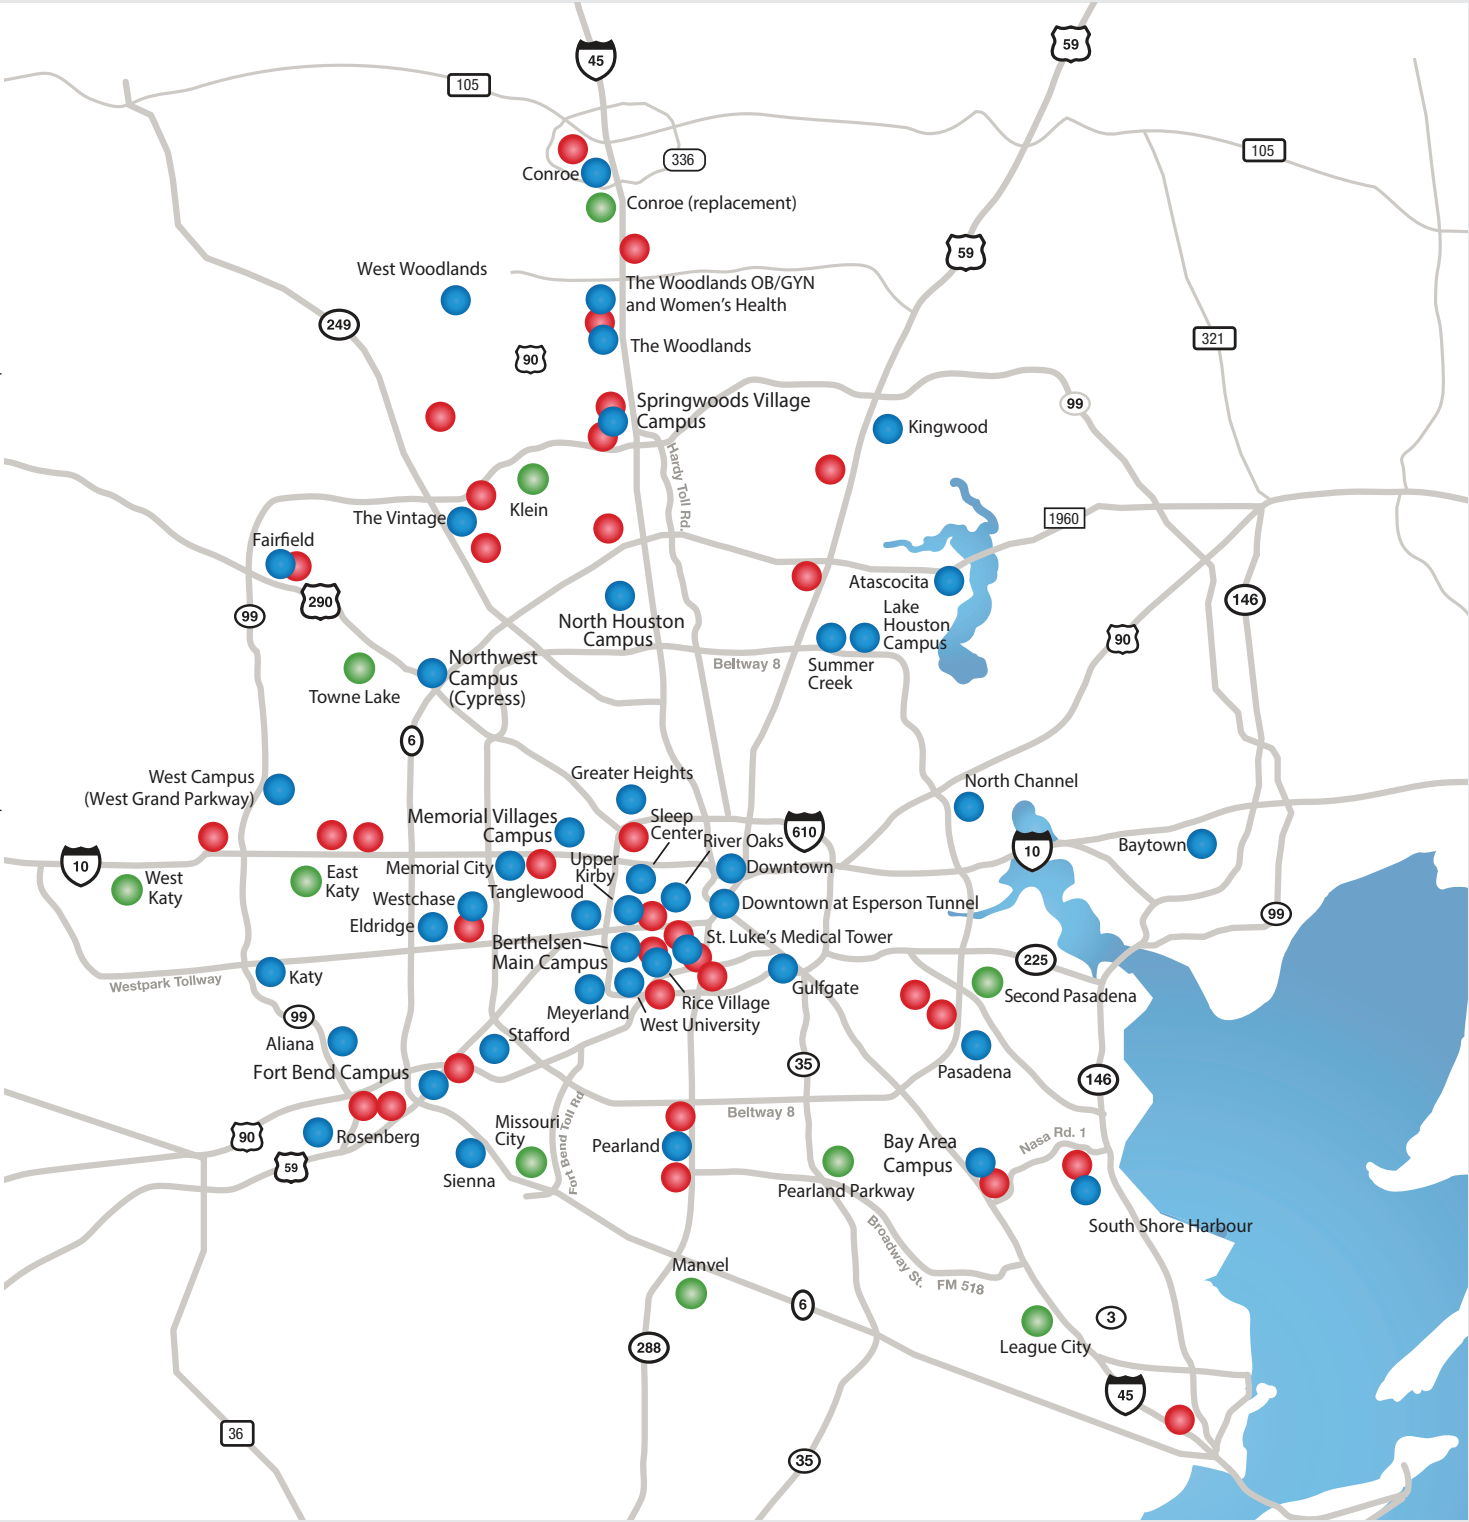 45
59
105
105
336
Conroe
Conroe (replacement)
59
West Woodlands
The Woodlands OB/GYN
and Women's Health
249
321
90
The Woodlands
99
Springwoods Village
Campus
Kingwood
Hardy Toll Rd.
Klein
The Vintage
1960
Fairfield
290
99
Atascocita
146
North Houston
Campus
Lake
Houston
Campus
90
Beltway 8
Summer
Creek
Northwest
Campus
(Cypress)
Towne Lake
6
Greater Heights
West Campus
(West Grand Parkway)
North Channel
Memorial Villages
Campus
Sleep
Center
River Oaks
610
10
Baytown
10
West
Katy
East
Katy
Memorial City
Upper
Kirby
Downtown
Tanglewood
Westchase
Eldridge
Downtown at Esperson Tunnel
99
Berthelsen
Main Campus
St. Luke's Medical Tower
225
Westpark Tollway
Katy
Gulfgate
Second Pasadena
Rice Village
Meyerland
West University
99
Aliana
Stafford
35
Pasadena
146
Fort Bend Campus
Beltway 8
Missouri
City
Fort Bend Toll Rd
90
Rosenberg
59
Sienna
Pearland
Bay Area
Campus
Nasa Rd. 1
Pearland Parkway
South Shore Harbour
Broadway St.
FM 518
Manvel
6
3
288
League City
45
36
35